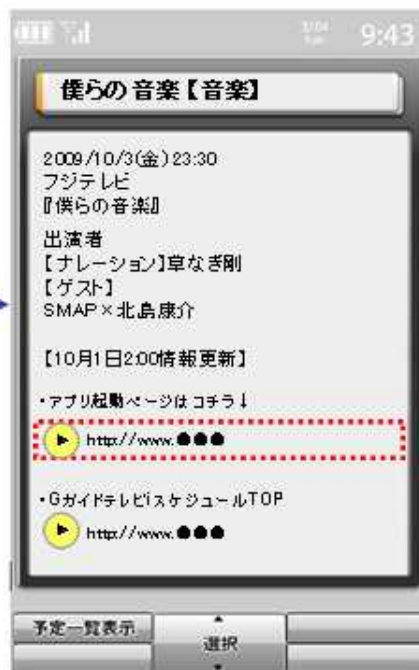 9:43
僕らの音楽【音楽】
2009/10/3(金)23:30
フジテレビ
『僕らの音楽』
出演者
【ナレーション】草なぎ剛
【ゲスト】
SMAP×北島康介
【10月1日2:00情報更新】
・アプリ起動ページはコチラ↓
http://www.●●●
・GガイドテレビiスケジュールTOP
http://www.●●●
予定一覧表示
選択